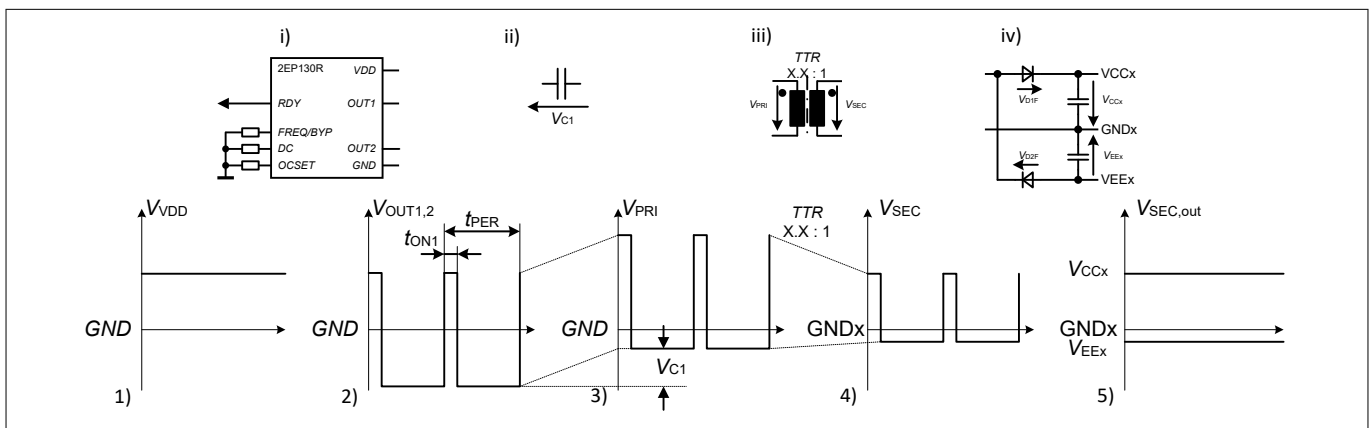 i)
ii)
iii)
iv)
2EP130R
VDD
RDY
OUT1
FREQ/BYP
DC
OUT2
OCSET
GND
VC1
TTR
X.X : 1
VPRI
VSEC
VCCx
VD1F
VCCx
GNDx
VD2F
VEEx
VEEx
VVDD
GND
1)
VOUT1,2
tPER
tON1
GND
2)
VPRI
GND
VC1
3)
TTR
X.X : 1
VSEC
GNDx
4)
VSEC,out
VCCx
GNDx
VEEx
5)